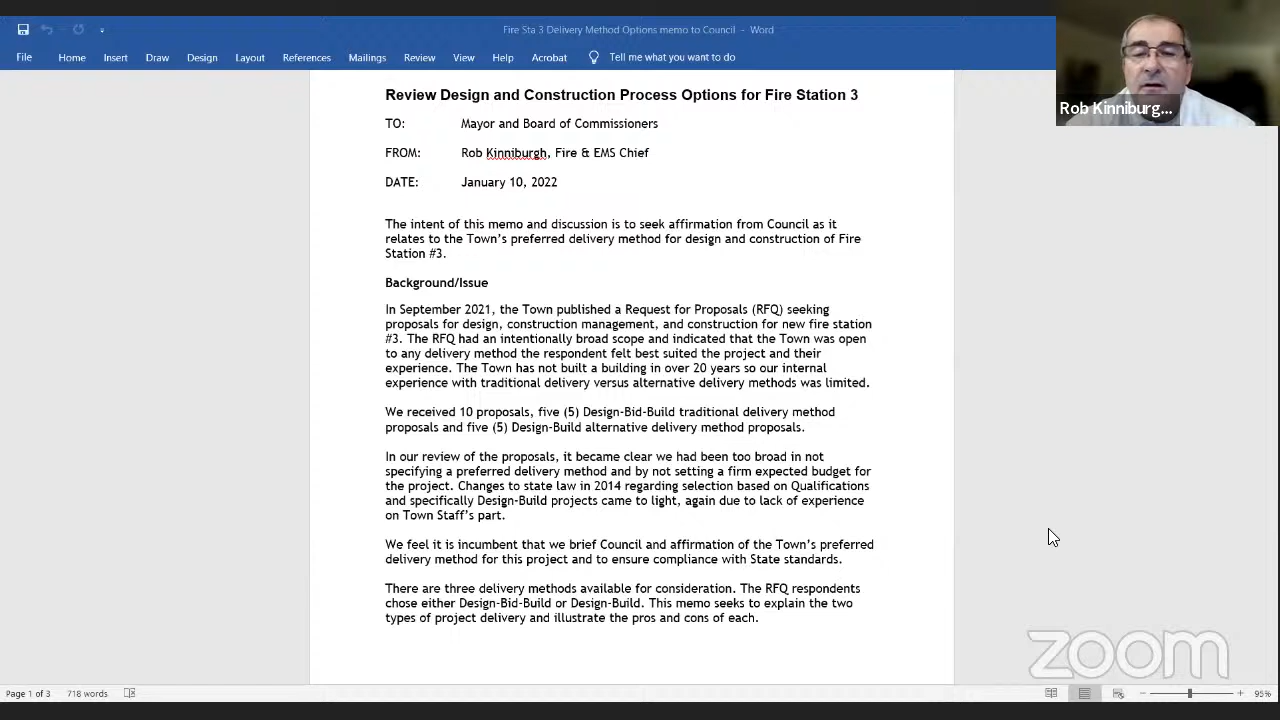 Fire Sta 3 Delivery Method Options memo to Council - Word
File Home Insert Draw Design Layout References Mailings Review View Help Acrobat Tell me what you want to do
Rob Kinniburg...
Review Design and Construction Process Options for Fire Station 3
TO: Mayor and Board of Commissioners
FROM: Rob Kinniburgh, Fire & EMS Chief
DATE: January 10, 2022
The intent of this memo and discussion is to seek affirmation from Council as it
relates to the Town's preferred delivery method for design and construction of Fire
Station #3.
Background/Issue
In September 2021, the Town published a Request for Proposals (RFQ) seeking
proposals for design, construction management, and construction for new fire station
#3. The RFQ had an intentionally broad scope and indicated that the Town was open
to any delivery method the respondent felt best suited the project and their
experience. The Town has not built a building in over 20 years so our internal
experience with traditional delivery versus alternative delivery methods was limited.
We received 10 proposals, five (5) Design-Bid-Build traditional delivery method
proposals and five (5) Design-Build alternative delivery method proposals.
In our review of the proposals, it became clear we had been too broad in not
specifying a preferred delivery method and by not setting a firm expected budget for
the project. Changes to state law in 2014 regarding selection based on Qualifications
and specifically Design-Build projects came to light, again due to lack of experience
on Town Staff's part.
We feel it is incumbent that we brief Council and affirmation of the Town's preferred
delivery method for this project and to ensure compliance with State standards.
There are three delivery methods available for consideration. The RFQ respondents
chose either Design-Bid-Build or Design-Build. This memo seeks to explain the two
types of project delivery and illustrate the pros and cons of each.
zoom
Page 1 of 3 718 words 95%